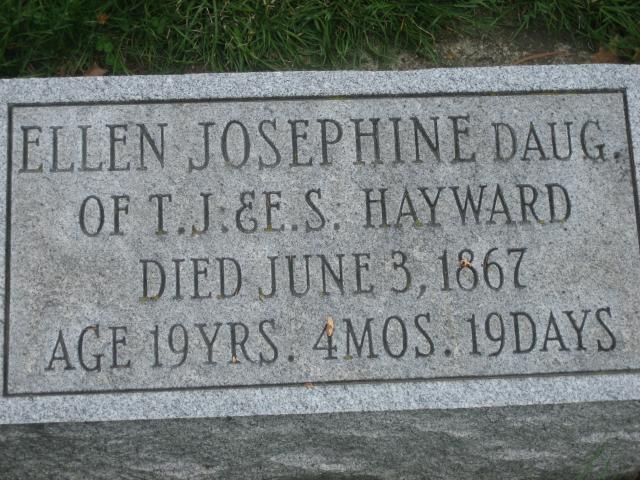 ELLEN JOSEPHINE DAUG.
OF T.J. & E.S. HAYWARD
DIED JUNE 3, 1867
AGE 19YRS. 4MOS. 19DAYS